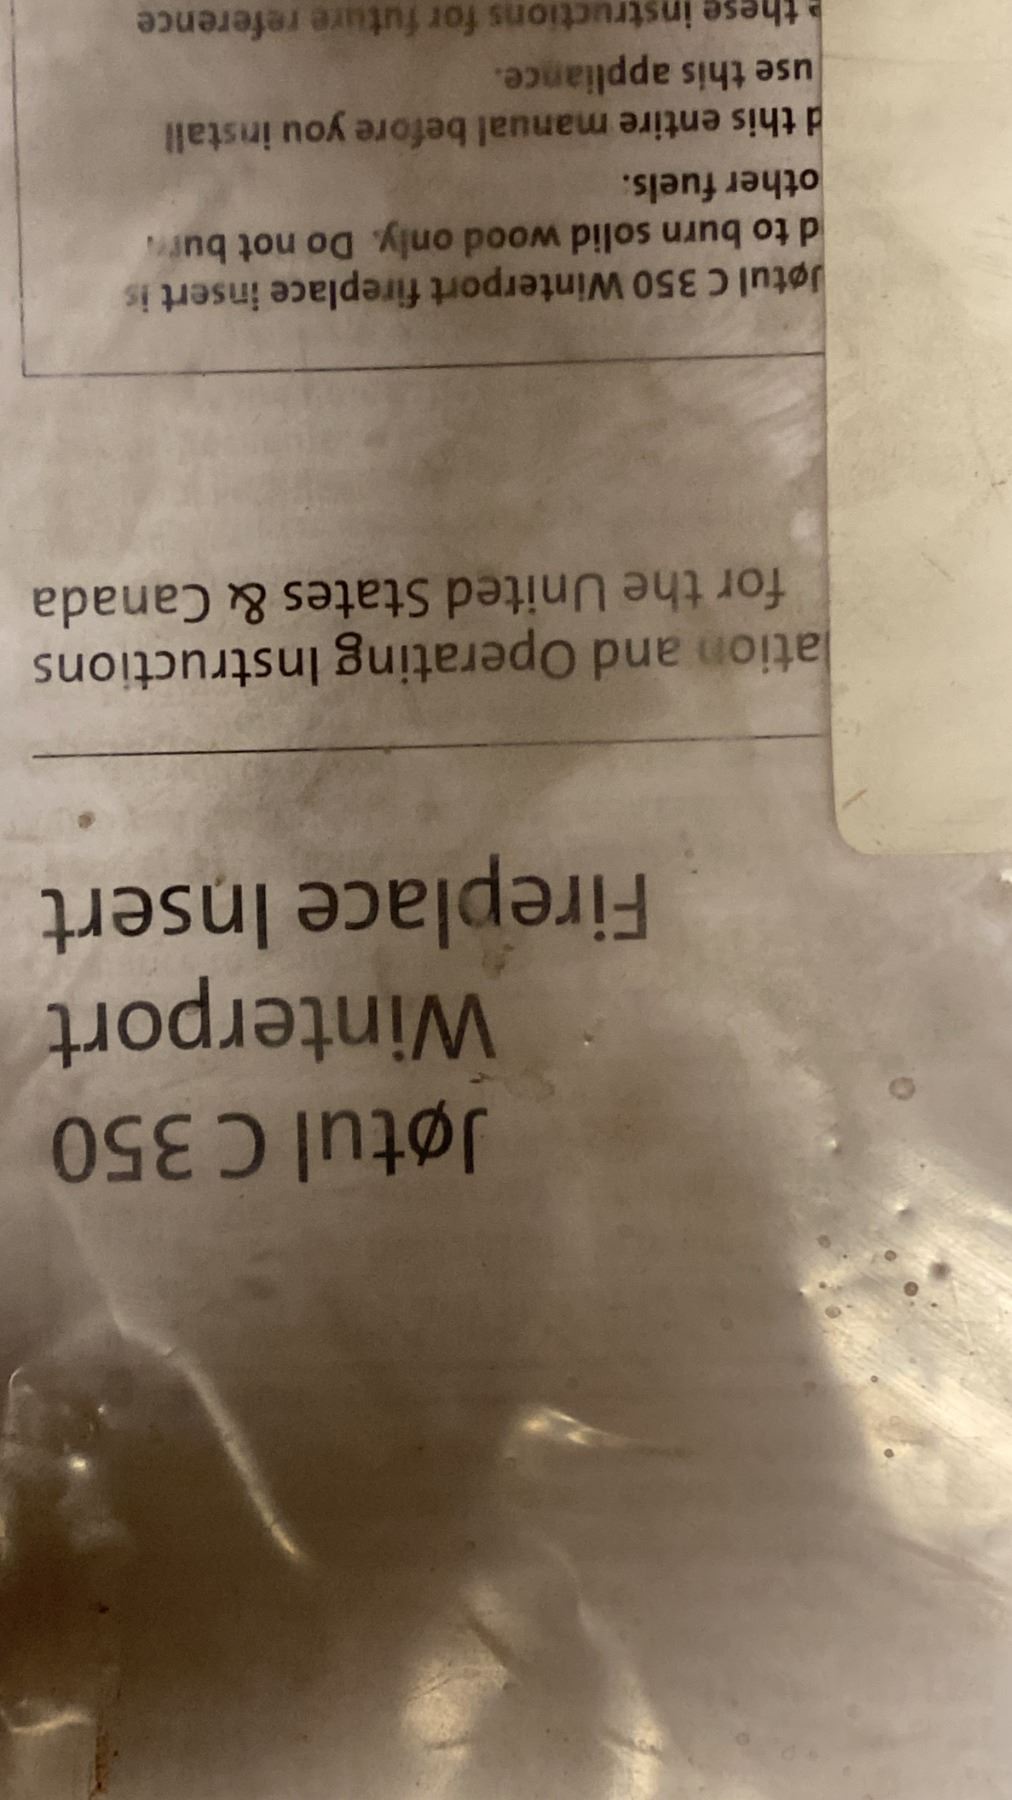 Jøtul C 350
Winterport
Fireplace Insert
ation and Operating Instructions
for the United States & Canada
Jøtul C 350 Winterport fireplace insert is
d to burn solid wood only. Do not burn
other fuels.
d this entire manual before you install
use this appliance.
e these instructions for future reference